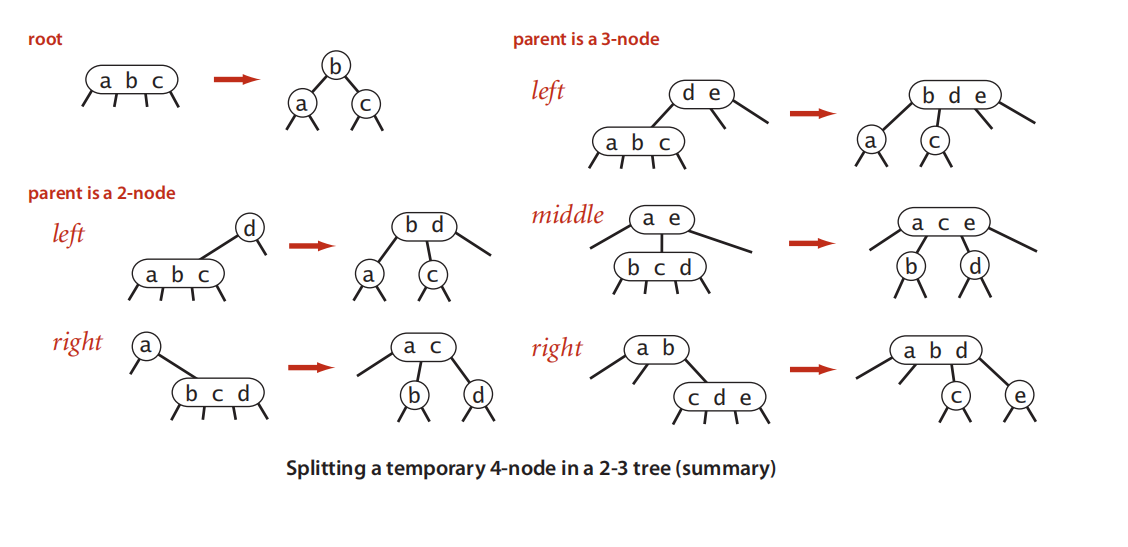 root
a b c
b
a c
parent is a 2-node
left
d
a b c
b d
a c
right
a
b c d
a c
b d
parent is a 3-node
left
d e
a b c
b d e
a c
middle
a e
b c d
a c e
b d
right
a b
c d e
a b d
c e
Splitting a temporary 4-node in a 2-3 tree (summary)